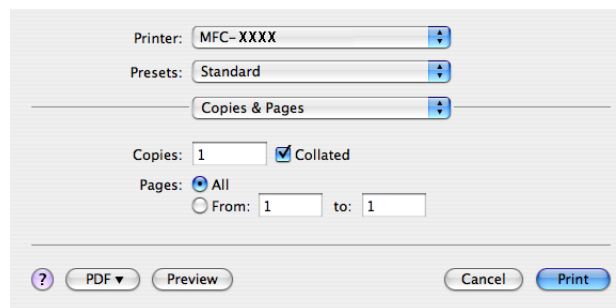 Printer: MFC-XXXX
Presets: Standard
Copies & Pages
Copies: 1 Collated
Pages: All
From: 1 to: 1
? PDF Preview Cancel Print